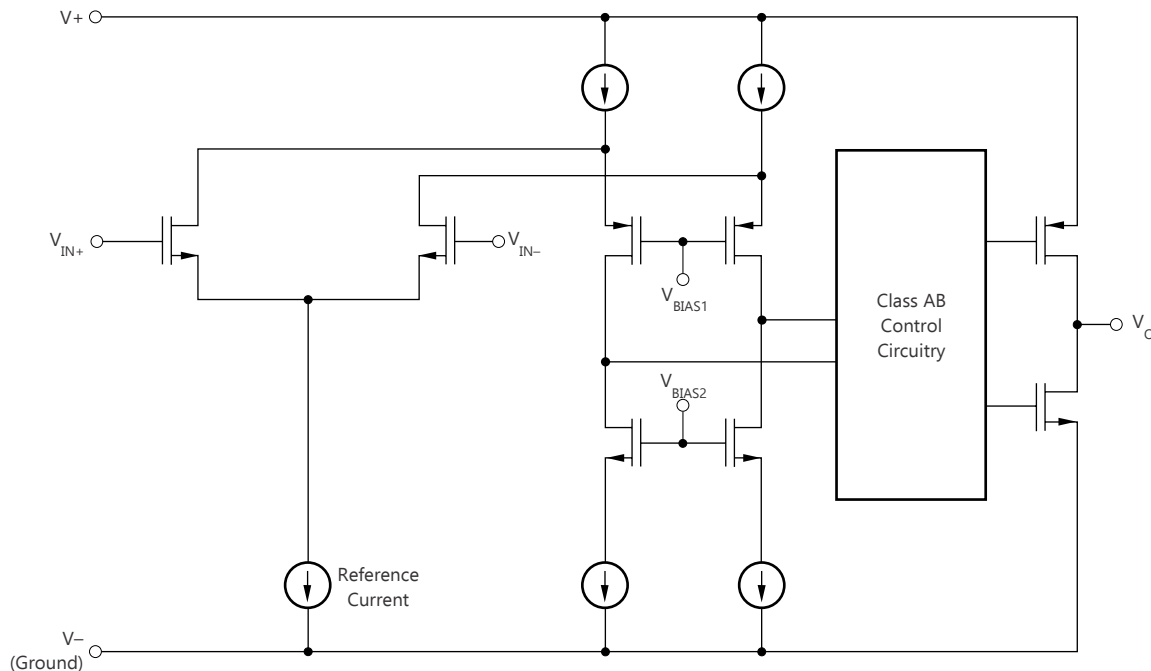 V+
V IN+
V IN–
V BIAS1
Class AB
Control
Circuitry
V O
V BIAS2
Reference
Current
V–
(Ground)